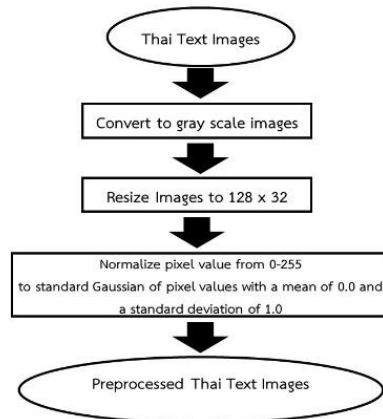 Thai Text Images
Convert to gray scale images
Resize Images to 128 x 32
Normalize pixel value from 0-255
to standard Gaussian of pixel values with a mean of 0.0 and
a standard deviation of 1.0
Preprocessed Thai Text Images